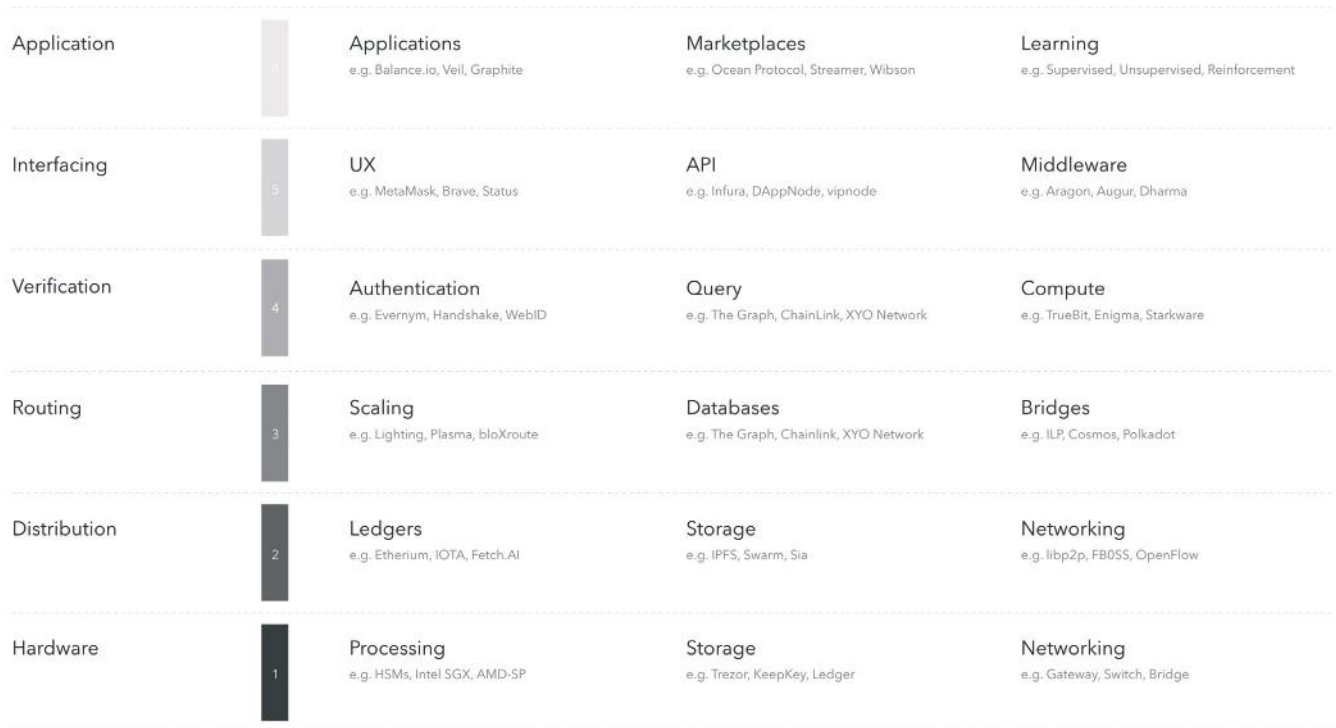 Application
6
Applications
e.g. Balance.io, Veil, Graphite
Marketplaces
e.g. Ocean Protocol, Streamer, Wibson
Learning
e.g. Supervised, Unsupervised, Reinforcement
Interfacing
5
UX
e.g. MetaMask, Brave, Status
API
e.g. Infura, DAppNode, vipnode
Middleware
e.g. Aragon, Augur, Dharma
Verification
4
Authentication
e.g. Evernym, Handshake, WebID
Query
e.g. The Graph, ChainLink, XYO Network
Compute
e.g. TrueBit, Enigma, Starkware
Routing
3
Scaling
e.g. Lighting, Plasma, bloXroute
Databases
e.g. The Graph, Chainlink, XYO Network
Bridges
e.g. ILP, Cosmos, Polkadot
Distribution
2
Ledgers
e.g. Etherium, IOTA, Fetch.AI
Storage
e.g. IPFS, Swarm, Sia
Networking
e.g. libp2p, FB0SS, OpenFlow
Hardware
1
Processing
e.g. HSMs, Intel SGX, AMD-SP
Storage
e.g. Trezor, KeepKey, Ledger
Networking
e.g. Gateway, Switch, Bridge